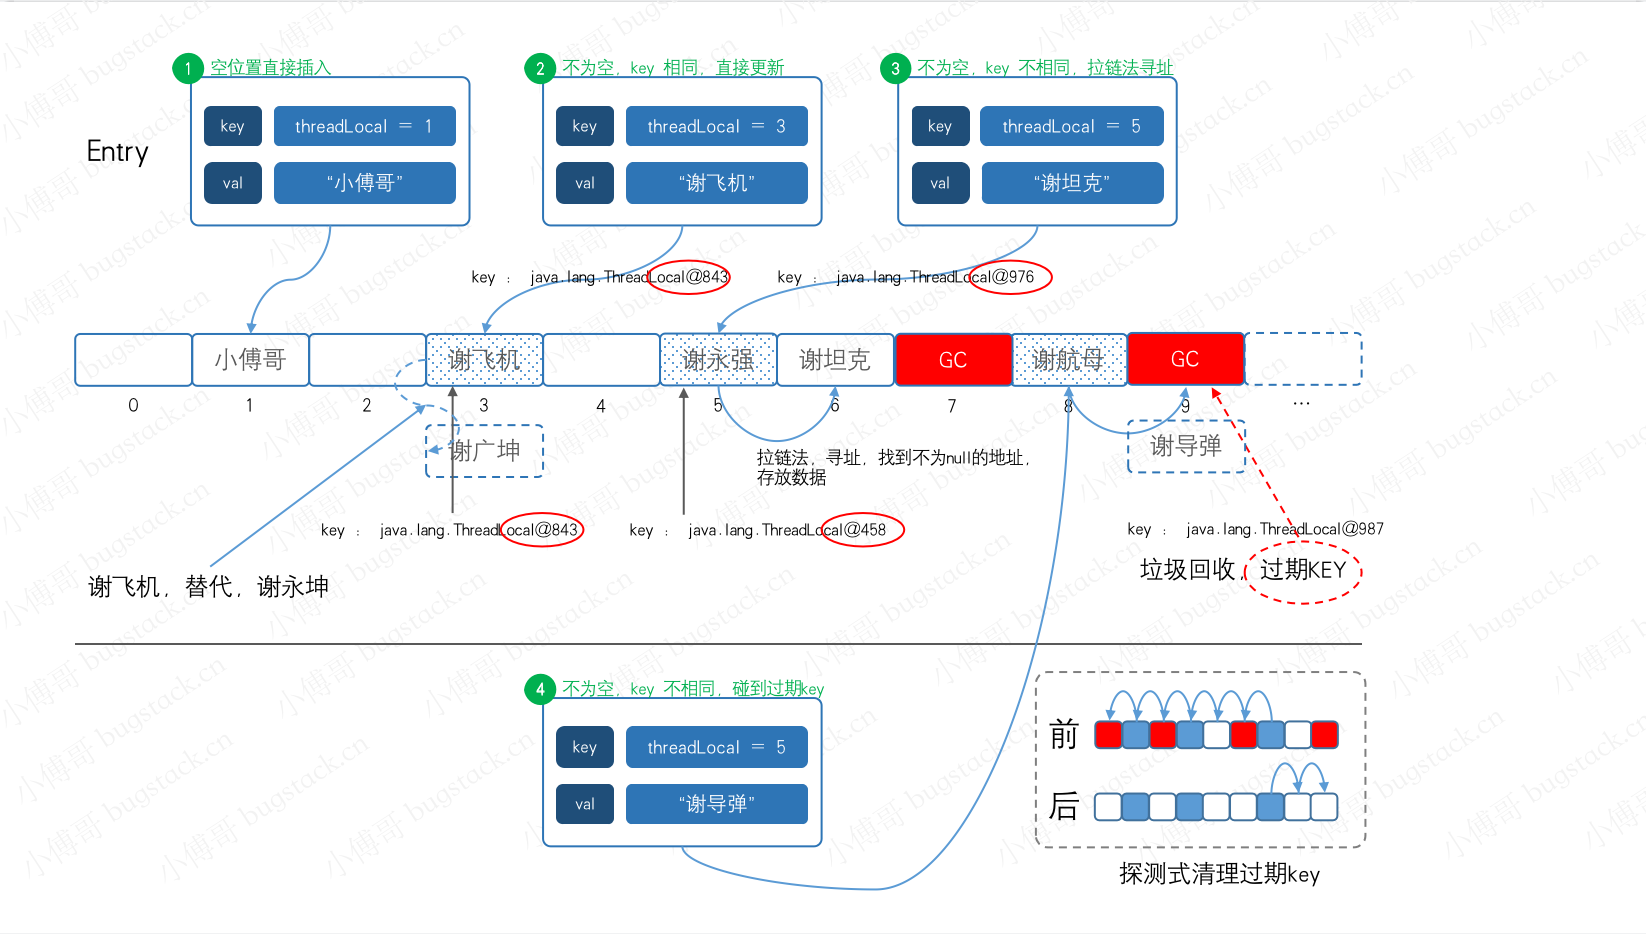 1 空位置直接插入
2 不为空，key 相同，直接更新
3 不为空，key 不相同，拉链法寻址
Entry
key threadLocal = 1
val “小傅哥”
key threadLocal = 3
val “谢飞机”
key threadLocal = 5
val “谢坦克”
key : java.lang.ThreadLocal@843
key : java.lang.ThreadLocal@976
小傅哥 谢飞机 谢永强 谢坦克 GC 谢航母 GC
0 1 2 3 4 5 6 7 8 9 ...
谢广坤
谢导弹
拉链法，寻址，找到不为null的地址，
存放数据
key : java.lang.ThreadLocal@843
key : java.lang.ThreadLocal@458
key : java.lang.ThreadLocal@987
谢飞机，替代，谢永坤
垃圾回收，过期KEY
4 不为空，key 不相同，碰到过期key
key threadLocal = 5
val “谢导弹”
前
后
探测式清理过期key
小傅哥 bugstack.cn